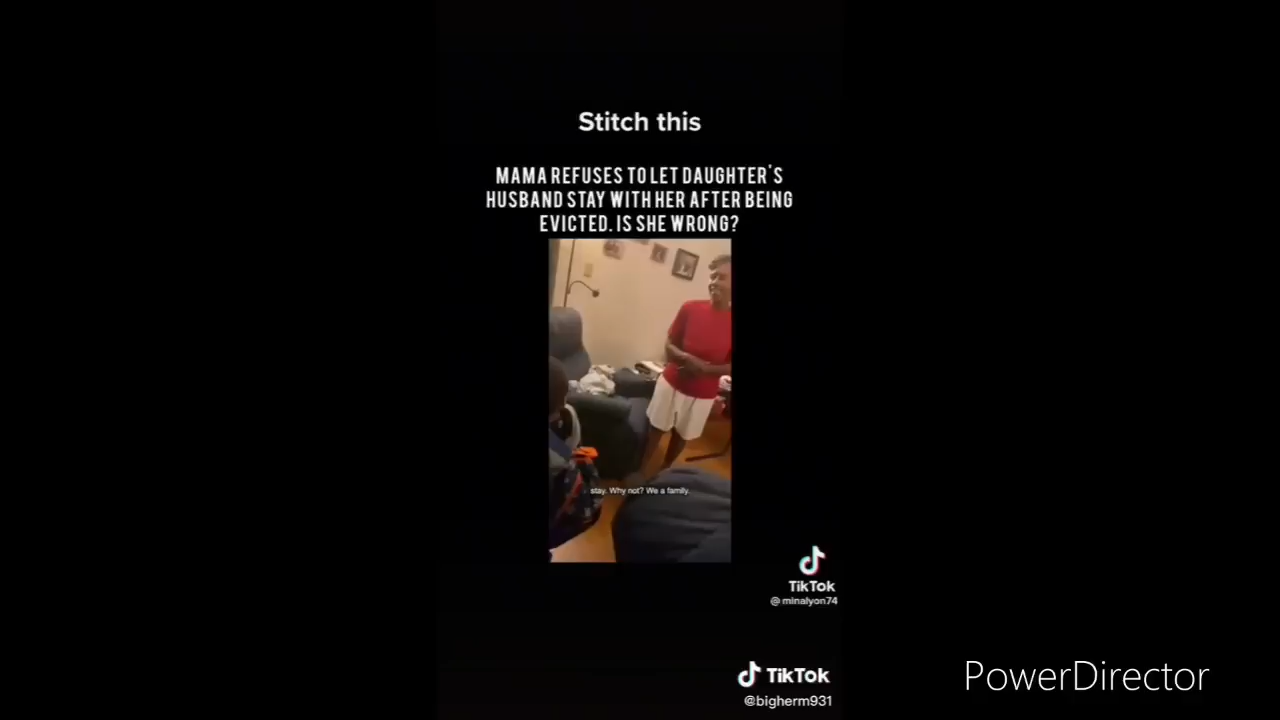 Stitch this
MAMA REFUSES TO LET DAUGHTER'S
HUSBAND STAY WITH HER AFTER BEING
EVICTED. IS SHE WRONG?
stay. Why not? We a family.
TikTok
@minalyon74
TikTok
@bigherm931
PowerDirector